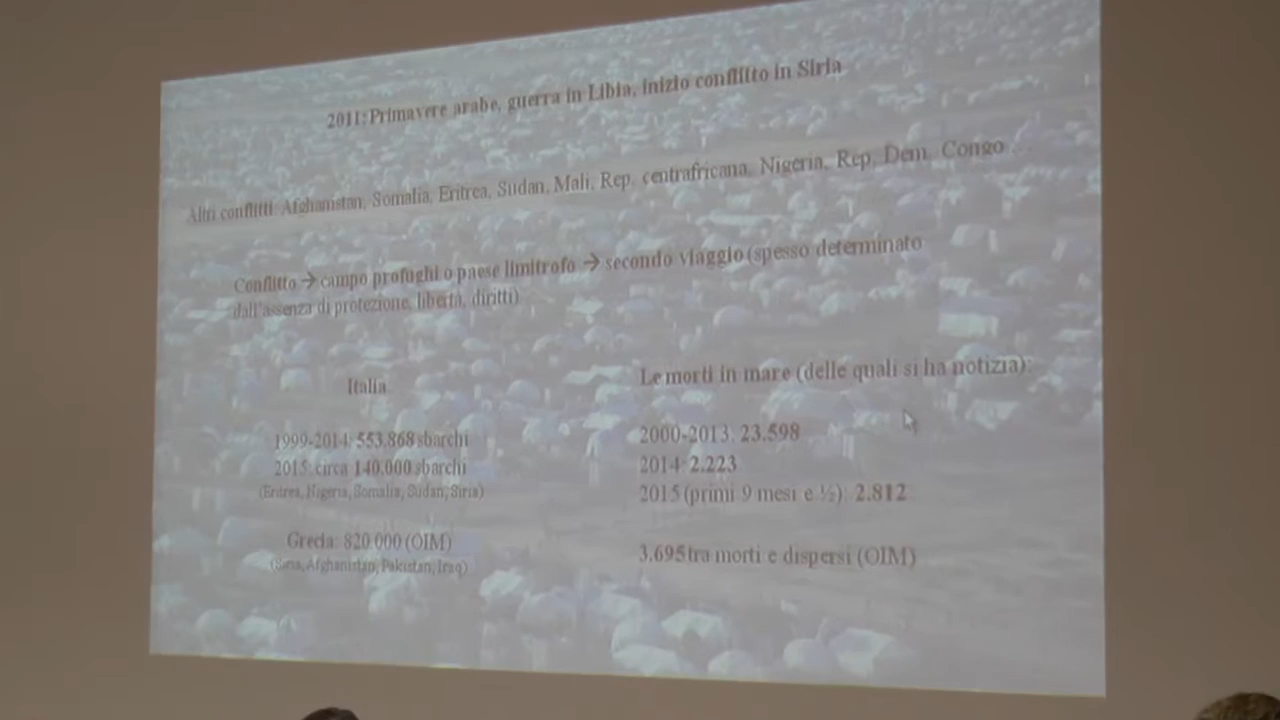 2011: Primavere arabe, guerra in Libia, inizio conflitto in Siria
Altri conflitti: Afghanistan, Somalia, Eritrea, Sudan, Mali, Rep. centrafricana, Nigeria, Rep. Dem. Congo...
Conflitto → campo profughi o paese limitrofo → secondo viaggio (spesso determinato
dall'assenza di protezione, libertà, diritti)
Italia
1999-2014: 553.868 sbarchi
2015: circa 140.000 sbarchi
(Eritrea, Nigeria, Somalia, Sudan, Siria)
Grecia: 820.000 (OIM)
(Siria, Afghanistan, Pakistan, Iraq)
Le morti in mare (delle quali si ha notizia):
2000-2013: 23.598
2014: 2.223
2015 (primi 9 mesi e ½): 2.812
3.695 tra morti e dispersi (OIM)